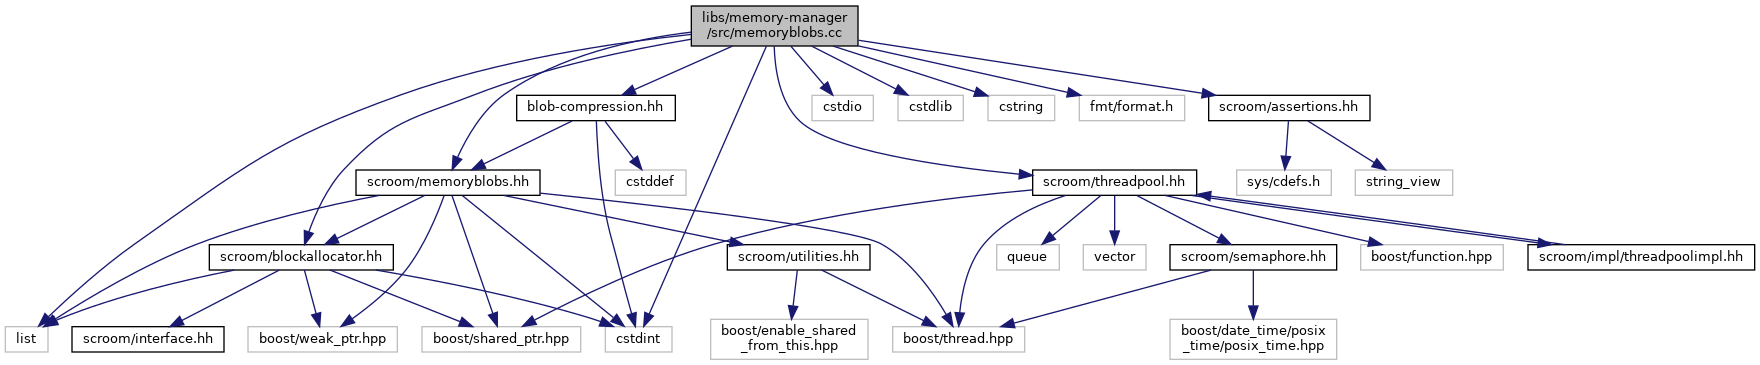 libs/memory-manager
/src/memoryblobs.cc
blob-compression.hh
cstdio
cstdlib
cstring
fmt/format.h
scroom/assertions.hh
scroom/memoryblobs.hh
cstddef
scroom/threadpool.hh
sys/cdefs.h
string_view
scroom/blockallocator.hh
scroom/utilities.hh
queue
vector
scroom/semaphore.hh
boost/function.hpp
scroom/impl/threadpoolimpl.hh
list
scroom/interface.hh
boost/weak_ptr.hpp
boost/shared_ptr.hpp
cstdint
boost/enable_shared
_from_this.hpp
boost/thread.hpp
boost/date_time/posix
_time/posix_time.hpp